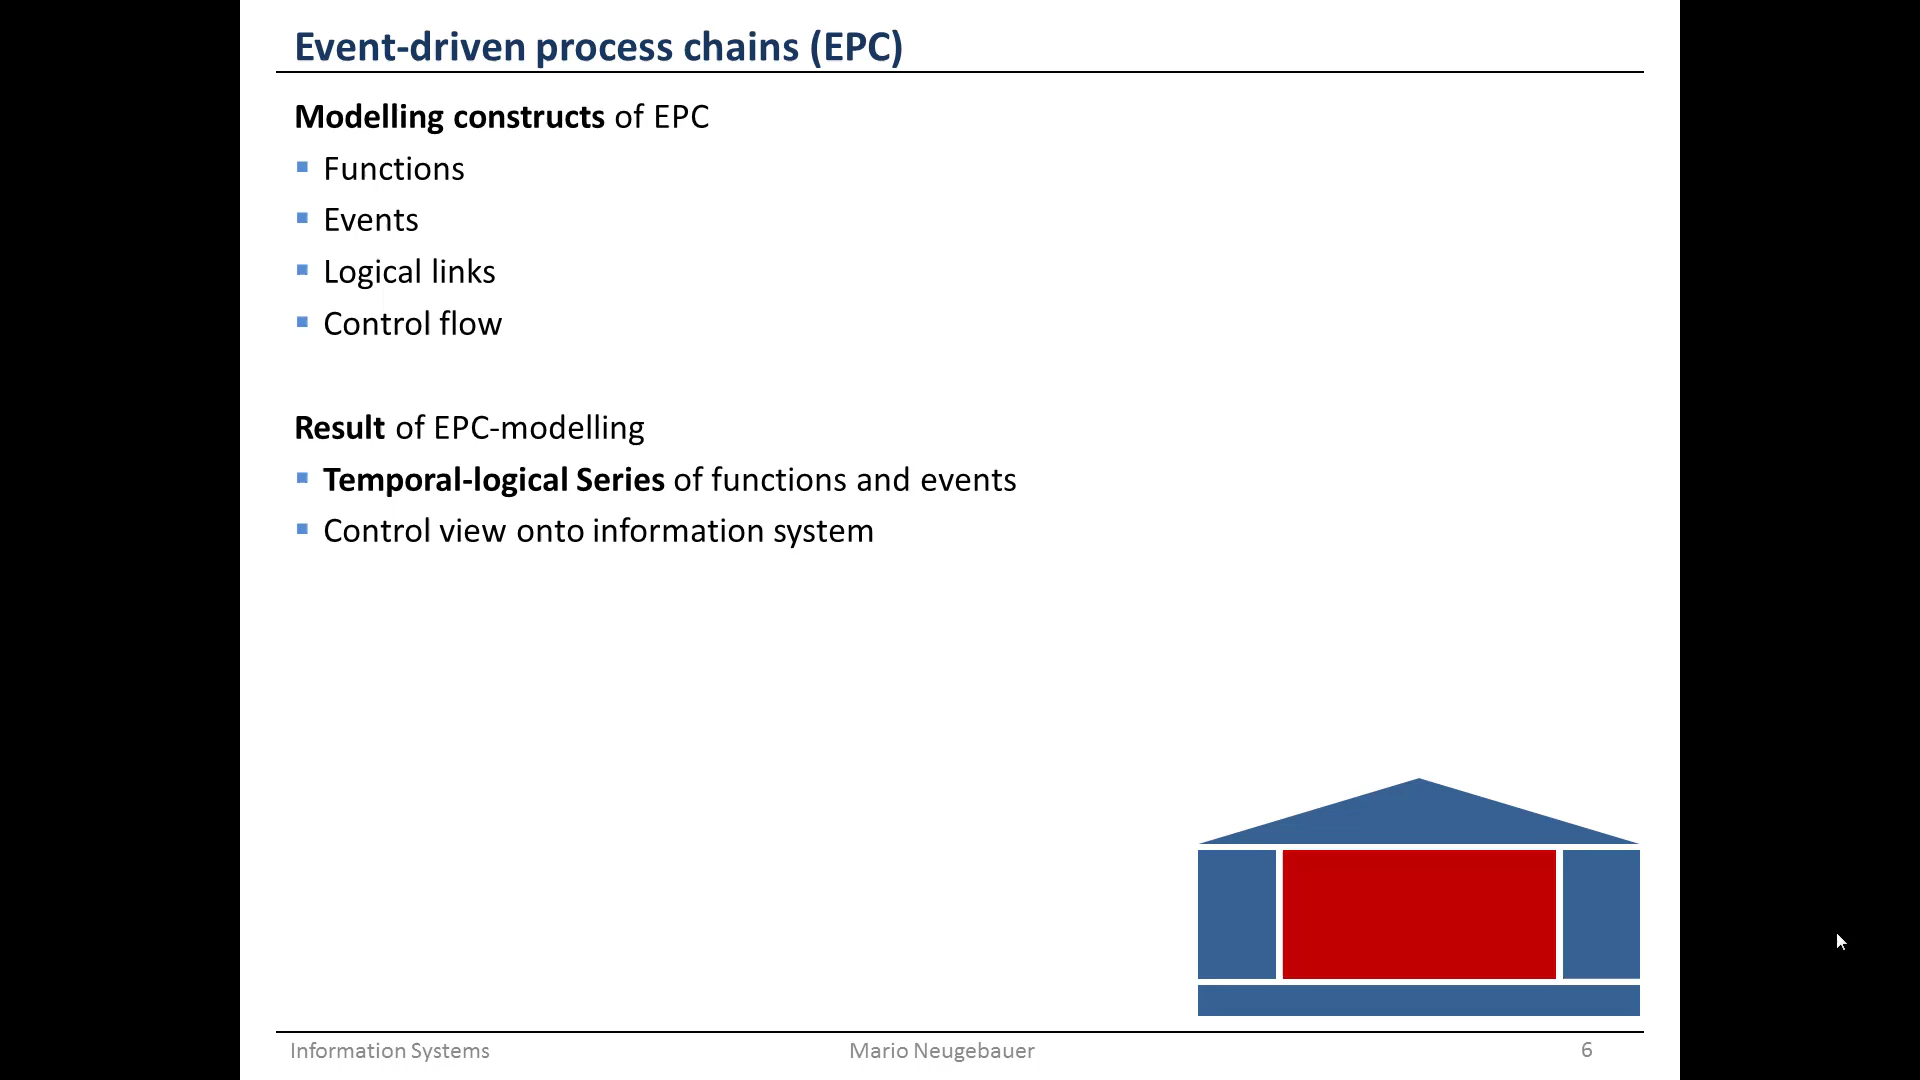 Event-driven process chains (EPC)
Modelling constructs of EPC
Functions
Events
Logical links
Control flow
Result of EPC-modelling
Temporal-logical Series of functions and events
Control view onto information system
Information Systems
Mario Neugebauer
6